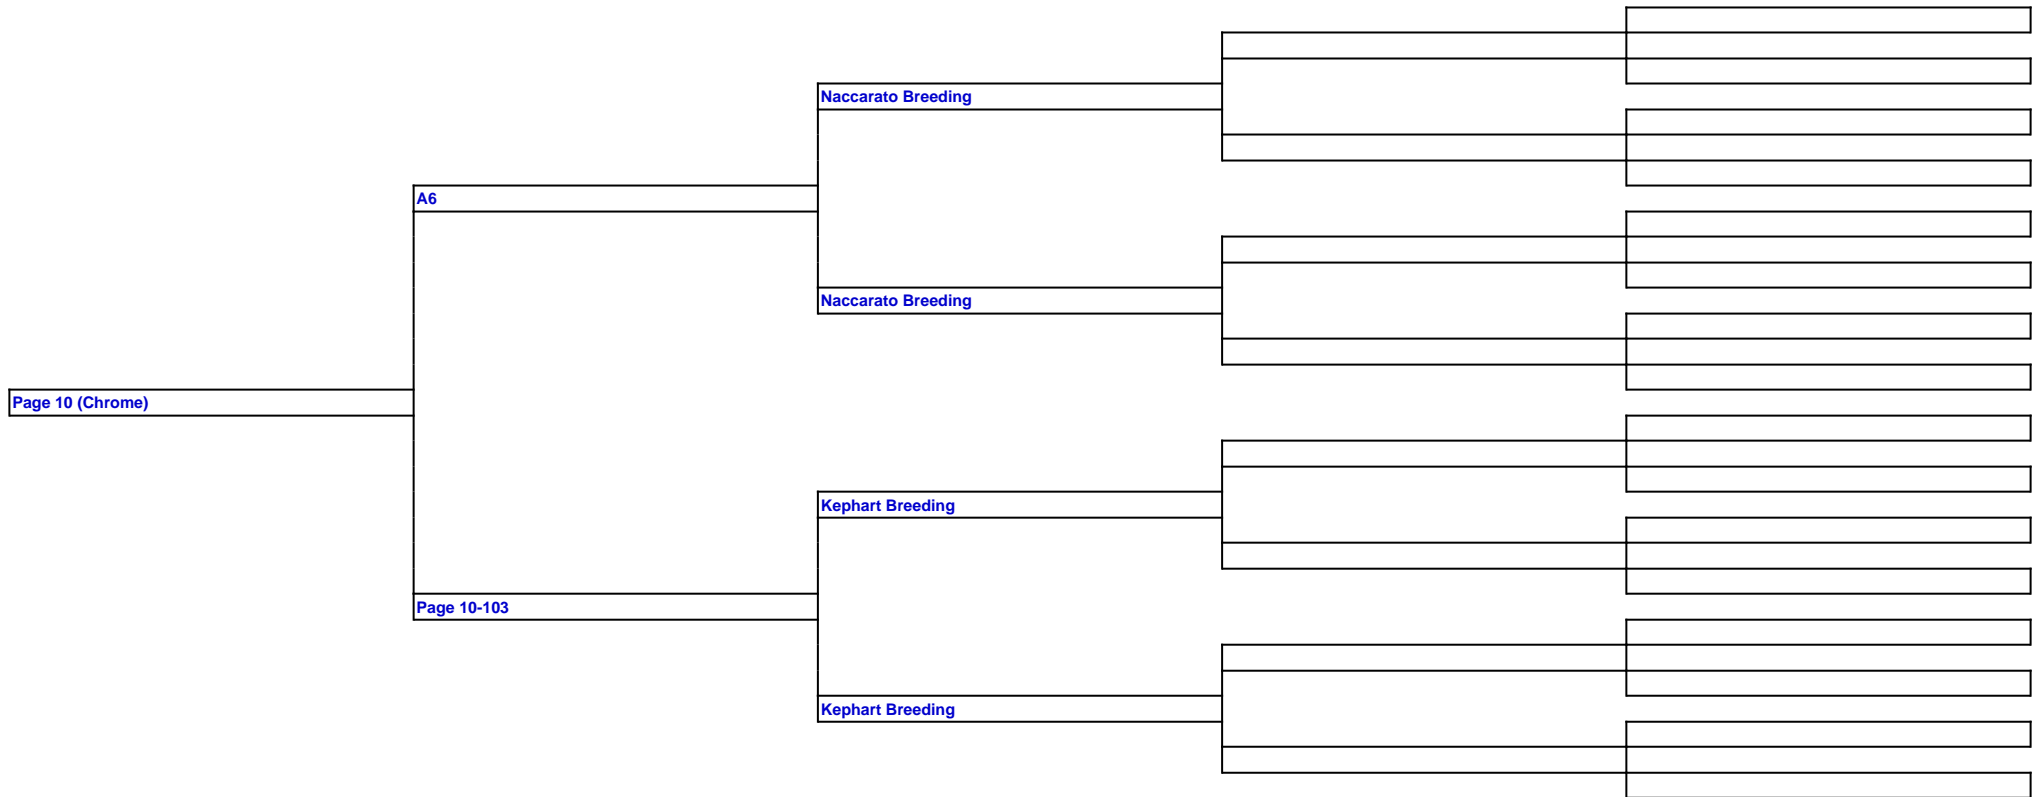 Naccarato Breeding
A6
Naccarato Breeding
Page 10 (Chrome)
Kephart Breeding
Page 10-103
Kephart Breeding